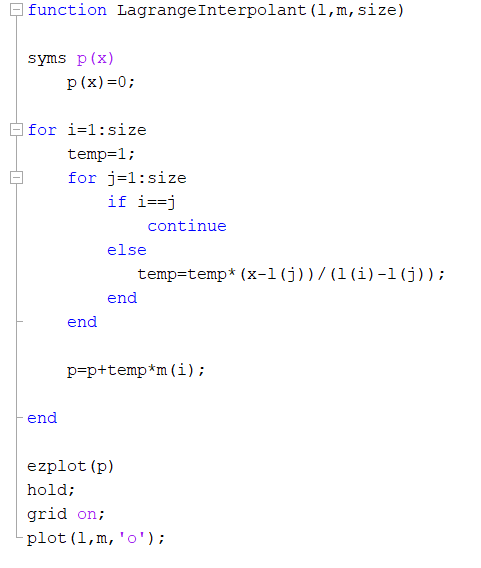 function LagrangeInterpolant(l,m,size)
syms p(x)
p(x)=0;
for i=1:size
temp=1;
for j=1:size
if i==j
continue
else
temp=temp*(x-l(j))/(l(i)-l(j));
end
end
p=p+temp*m(i);
end
ezplot(p)
hold;
grid on;
plot(l,m,'o');